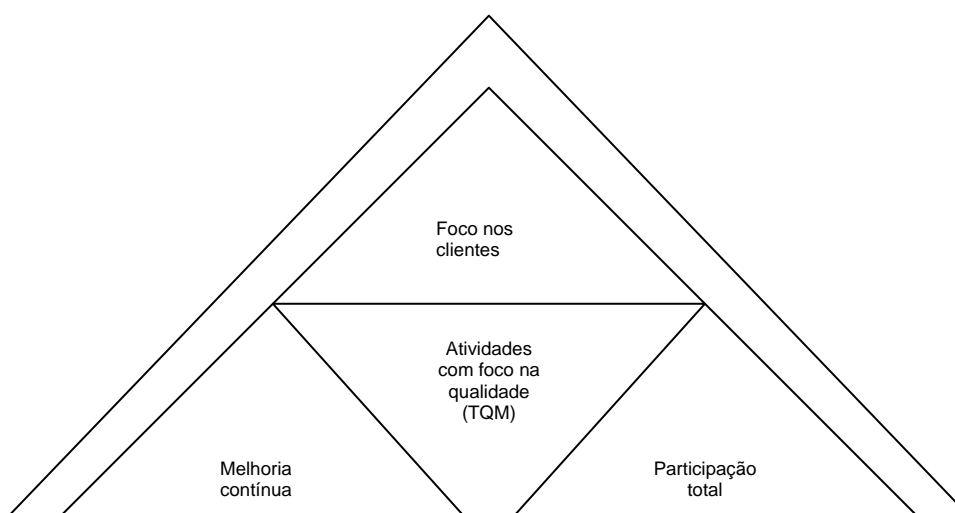 Foco nos
clientes
Atividades
com foco na
qualidade
(TQM)
Melhoria
contínua
Participação
total